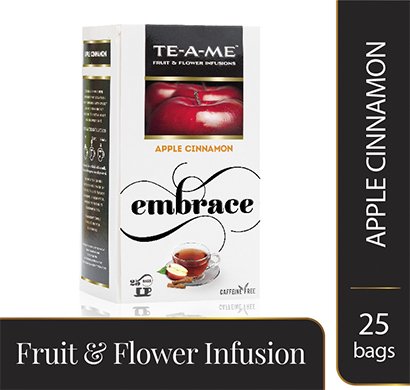 TE-A-ME™
FRUIT & FLOWER INFUSIONS
APPLE CINNAMON
APPLE CINNAMON
embrace
25 BAGS
CAFFEINE FREE
Fruit & Flower Infusion
APPLE CINNAMON
25
bags